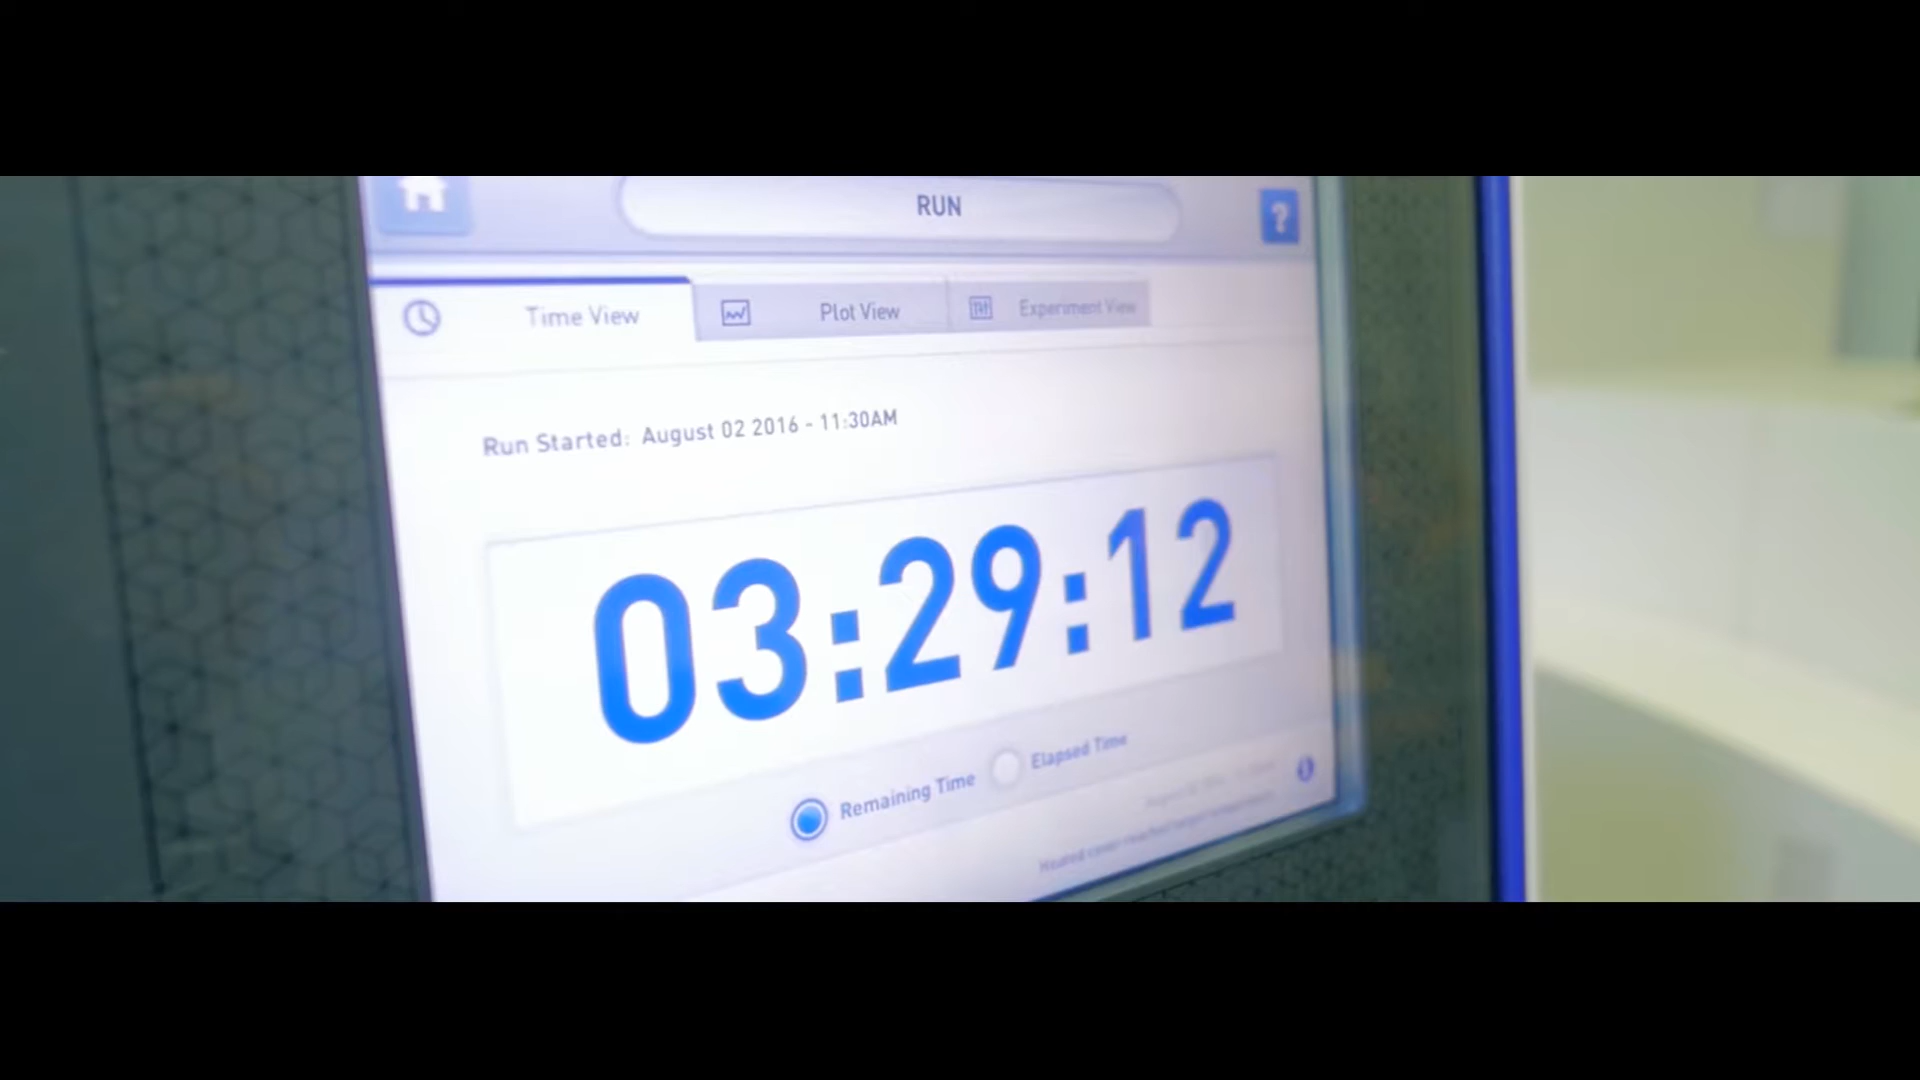 RUN
?
Time View
Plot View
Experiment View
Run Started: August 02 2016 - 11:30AM
03:29:12
Remaining Time
Elapsed Time